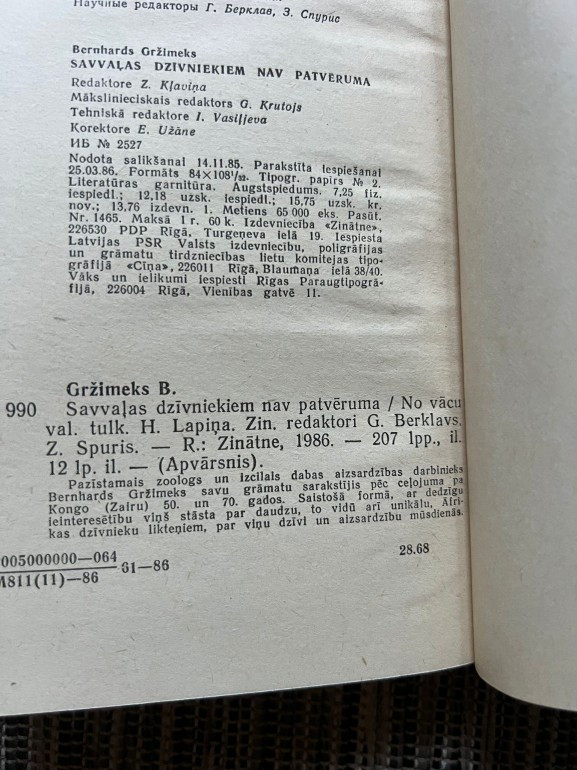 Научные редакторы Г. Берклав, З. Спурис
Bernhards Gržimeks
SAVVAĻAS DZĪVNIEKIEM NAV PATVĒRUMA
Redaktore Z. Kļaviņa
Mākslinieciskais redaktors G. Krutojs
Tehniskā redaktore I. Vasiļjeva
Korektore E. Užāne
ИБ № 2527
Nodota salikšanai 14.11.85. Parakstīta iespiešanai
25.03.86. Formāts 84×108¹/₃₂. Tipogr. papīrs № 2.
Literatūras garnitūra. Augstspiedums. 7,25 fiz.
iespiedl.; 12,18 uzsk. iespiedl.; 15,75 uzsk. kr.
nov.; 13,76 izdevn. l. Metiens 65 000 eks. Pasūt.
Nr. 1465. Maksā 1 r. 60 k. Izdevniecība «Zinātne»,
226530 PDP Rīgā, Turgeņeva ielā 19. Iespiesta
Latvijas PSR Valsts izdevniecību, poligrāfijas
un grāmatu tirdzniecības lietu komitejas tipo-
grāfijā «Cīņa», 226011 Rīgā, Blaumaņa ielā 38/40.
Vāks un ielikumi iespiesti Rīgas Paraugtipogrā-
fijā, 226004 Rīgā, Vienības gatvē 11.
Gržimeks B.
990 Savvaļas dzīvniekiem nav patvēruma / No vācu
val. tulk. H. Lapiņa. Zin. redaktori G. Berklavs,
Z. Spuris. — R.: Zinātne, 1986. — 207 lpp., il.
12 lp. il. — (Apvārsnis).
Pazīstamais zoologs un izcilais dabas aizsardzības darbinieks
Bernhards Gržimeks savu grāmatu sarakstījis pēc ceļojuma pa
Kongo (Zairu) 50. un 70. gados. Saistošā formā, ar dedzīgu
ieinteresētību viņš stāsta par daudzu, to vidū arī unikālu, Āfri-
kas dzīvnieku likteņiem, par viņu dzīvi un aizsardzību mūsdienās.
005000000—064
M811(11)—86 61—86
28.68